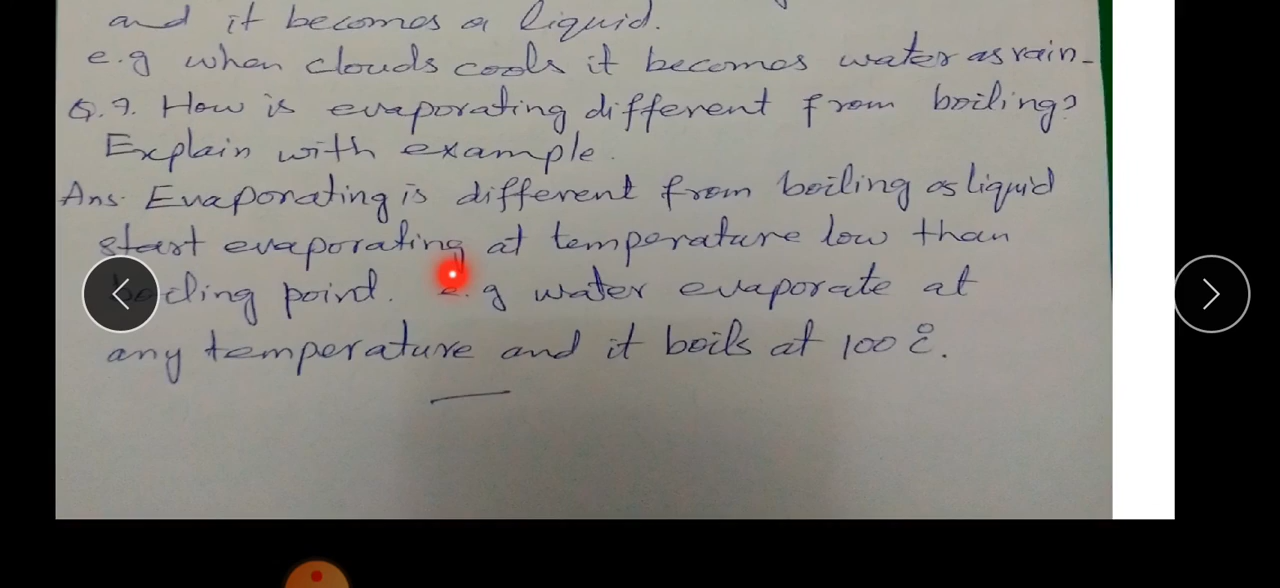 and it becomes a liquid.
e.g when clouds cools it becomes water as rain-
Q.7. How is evaporating different from boiling?
Explain with example.
Ans. Evaporating is different from boiling as liquid
start evaporating at temperature low than
boiling point. e.g water evaporate at
any temperature and it boils at 100°C.